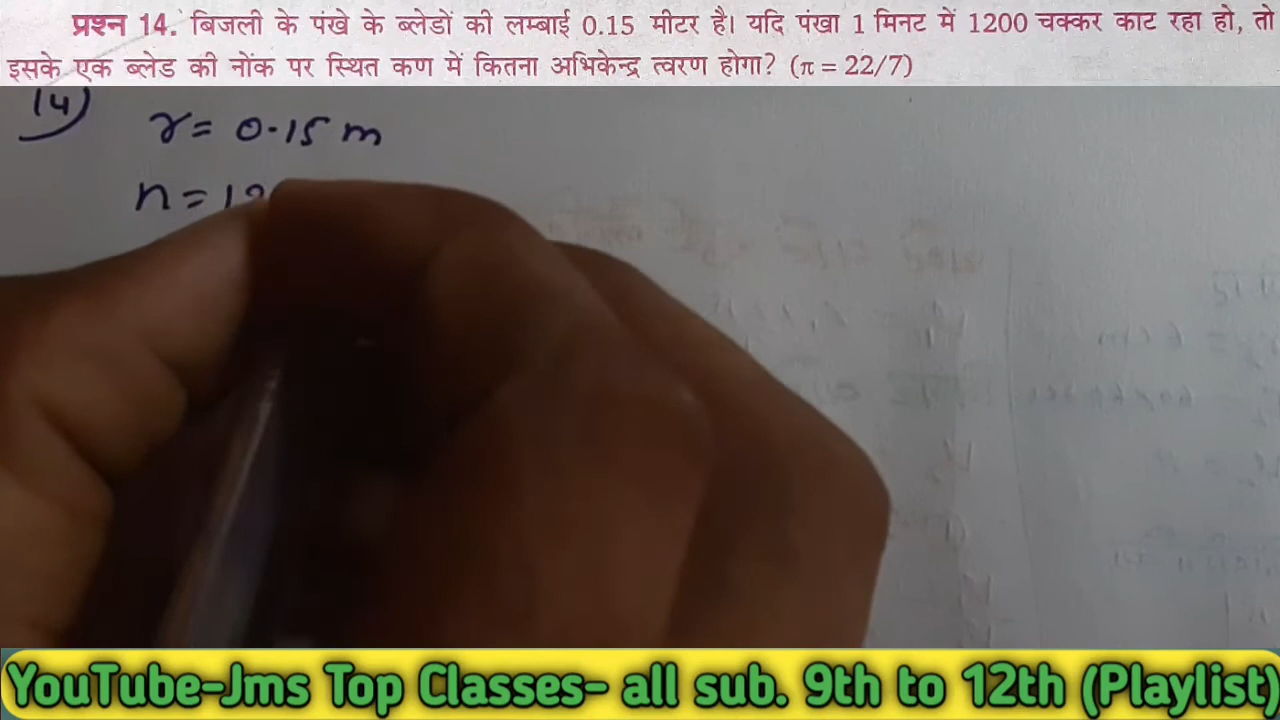 प्रश्न 14. बिजली के पंखे के ब्लेडों की लम्बाई 0.15 मीटर है। यदि पंखा 1 मिनट में 1200 चक्कर काट रहा हो, तो
इसके एक ब्लेड की नोंक पर स्थित कण में कितना अभिकेन्द्र त्वरण होगा? (π = 22/7)
14)
r = 0.15 m
n = 12
YouTube-Jms Top Classes- all sub. 9th to 12th (Playlist)